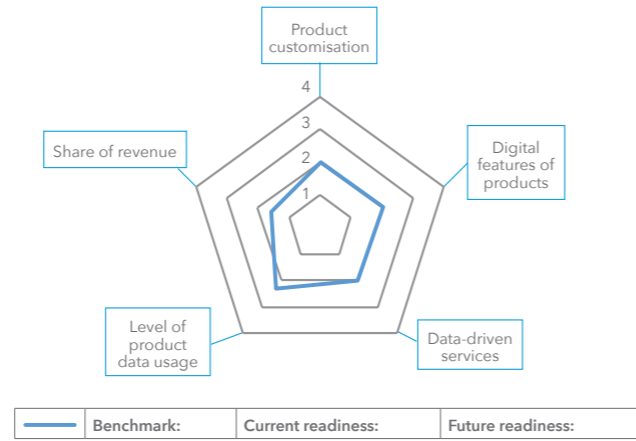 Product
customisation
4
3
2
1
Share of revenue
Digital
features of
products
Level of
product
data usage
Data-driven
services
Benchmark: Current readiness: Future readiness: